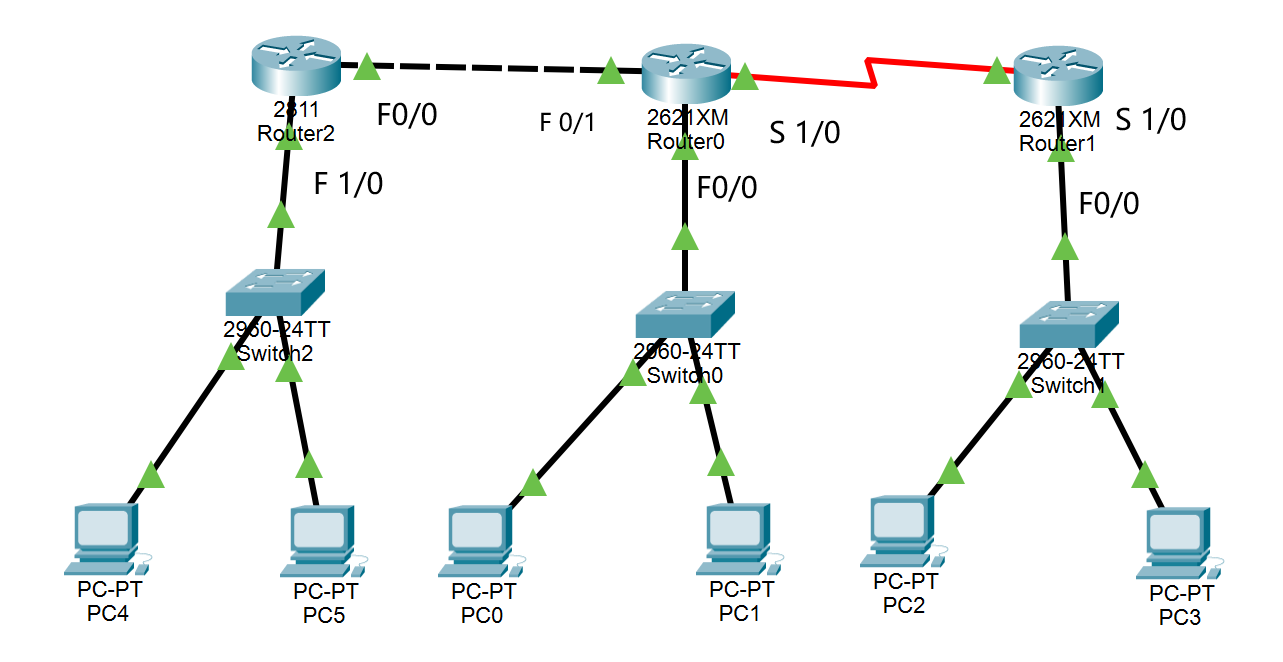 2811
Router2
F0/0
F 0/1
2621XM
Router0
S 1/0
2621XM
Router1
S 1/0
F 1/0
F0/0
F0/0
2960-24TT
Switch2
2960-24TT
Switch0
2960-24TT
Switch1
PC-PT
PC4
PC-PT
PC5
PC-PT
PC0
PC-PT
PC1
PC-PT
PC2
PC-PT
PC3